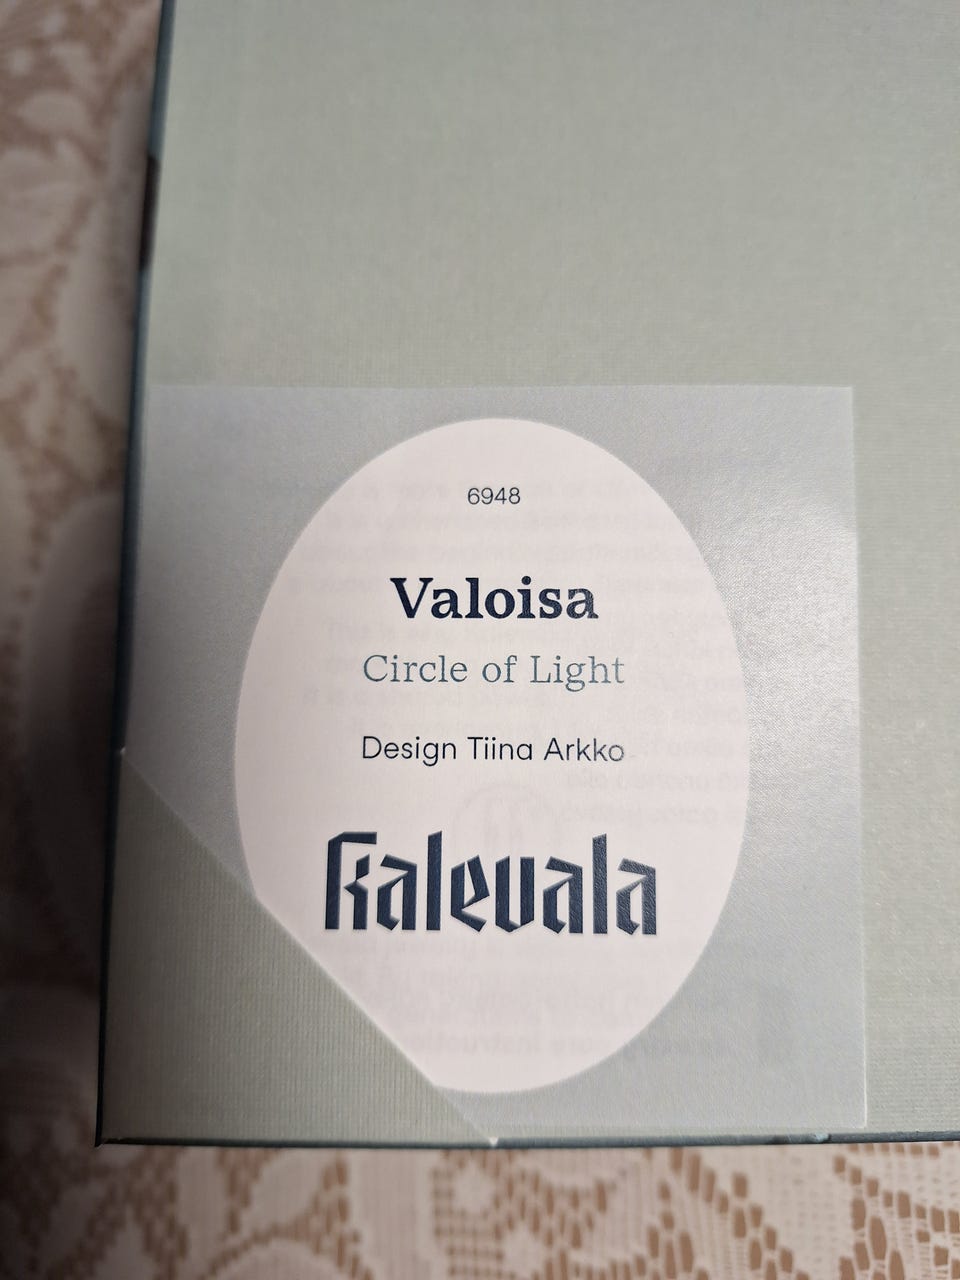 6948
Valoisa
Circle of Light
Design Tiina Arkko
Kalevala